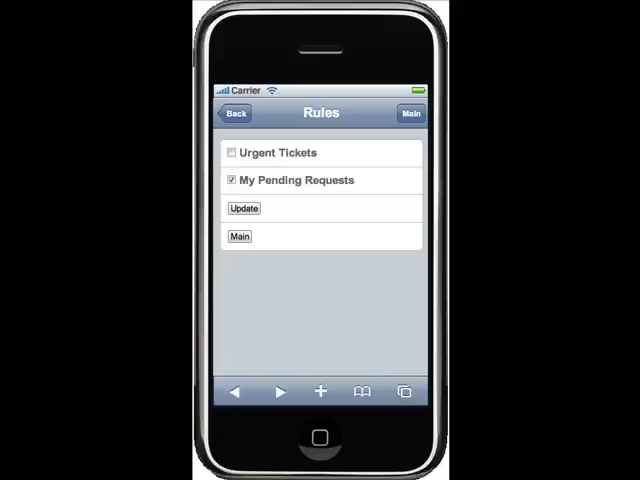 Carrier
Back Rules Main
Urgent Tickets
My Pending Requests
Update
Main